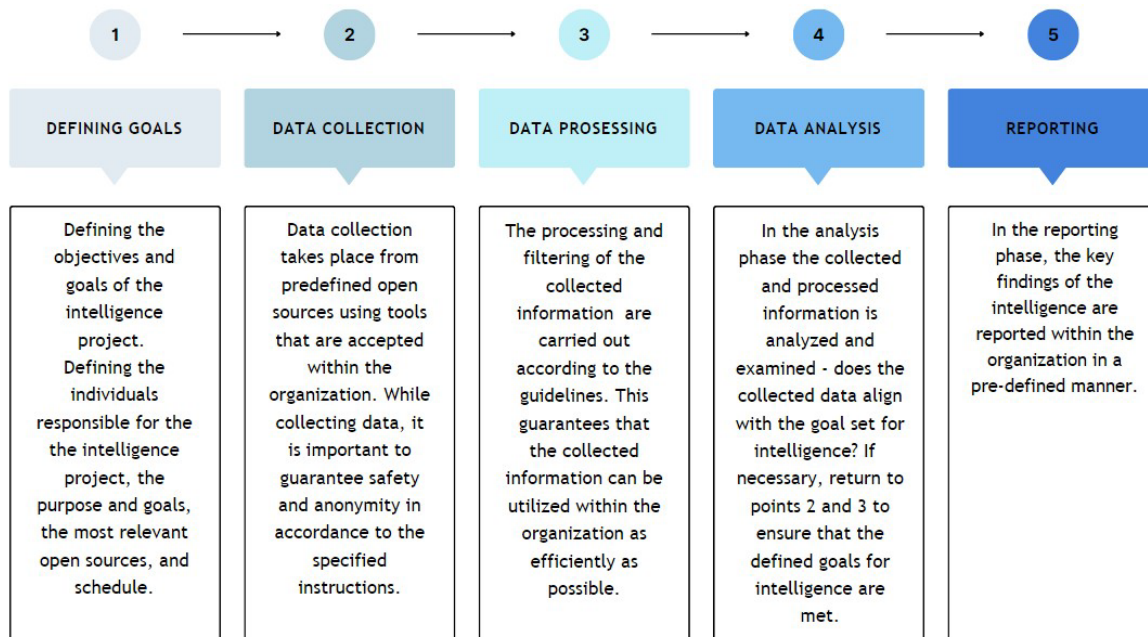 1
2
3
4
5
DEFINING GOALS
DATA COLLECTION
DATA PROSESSING
DATA ANALYSIS
REPORTING
Defining the
objectives and
goals of the
intelligence
project.
Defining the
individuals
responsible for the
the intelligence
project, the
purpose and goals,
the most relevant
open sources, and
schedule.
Data collection
takes place from
predefined open
sources using tools
that are accepted
within the
organization. While
collecting data, it
is important to
guarantee safety
and anonymity in
accordance to the
specified
instructions.
The processing and
filtering of the
collected
information are
carried out
according to the
guidelines. This
guarantees that
the collected
information can be
utilized within the
organization as
efficiently as
possible.
In the analysis
phase the collected
and processed
information is
analyzed and
examined - does the
collected data align
with the goal set for
intelligence? If
necessary, return to
points 2 and 3 to
ensure that the
defined goals for
intelligence are
met.
In the reporting
phase, the key
findings of the
intelligence are
reported within the
organization in a
pre-defined manner.